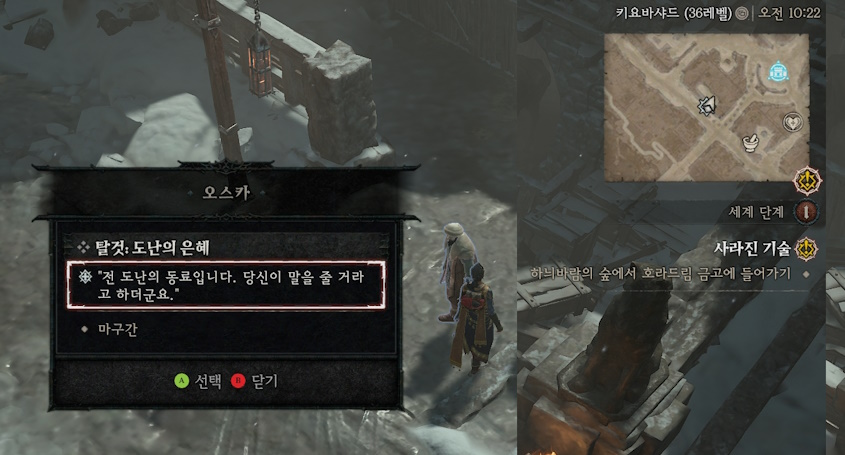 키요바샤드 (36레벨) 오전 10:22
오스카
탈것: 도난의 은혜
"전 도난의 동료입니다. 당신이 말을 줄 거라
고 하더군요."
마구간
A 선택 B 닫기
세계 단계
사라진 기술
하늬바람의 숲에서 호라드림 금고에 들어가기